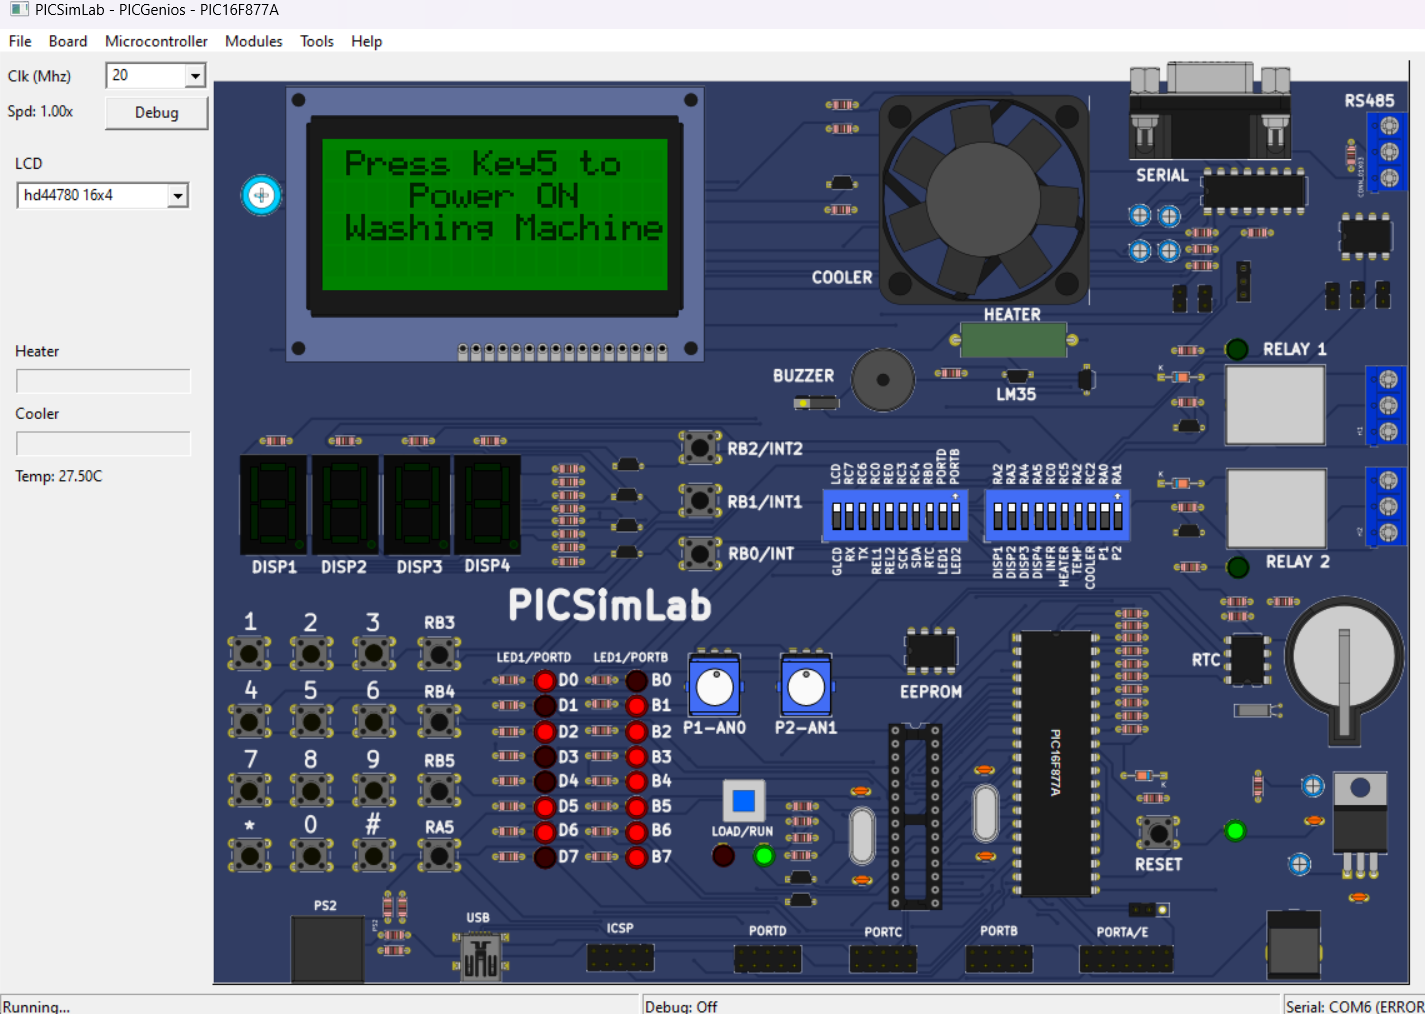 PICSimLab - PICGenios - PIC16F877A
File Board Microcontroller Modules Tools Help
Clk (Mhz) 20
Spd: 1.00x Debug
LCD
hd44780 16x4
Heater
Cooler
Temp: 27.50C
Press Key5 to
Power ON
Washing Machine
COOLER
HEATER
BUZZER
LM35
SERIAL
RS485
CONN_01X03
RELAY 1
K
H1
RELAY 2
K
H2
RB2/INT2
RB1/INT1
RB0/INT
LCD RC7 RC6 RC0 RE0 RC3 RC4 RB0 PORTD PORTB
GLCD RX TX REL1 REL2 SCK SDA RTC LED1 LED2
RA2 RA3 RA4 RA5 RC0 RC5 RA2 RC2 RA0 RA1
DISP1 DISP2 DISP3 DISP4 INFR HEATER TEMP COOLER P1 P2
DISP1 DISP2 DISP3 DISP4
PICSimLab
1 2 3 RB3
4 5 6 RB4
7 8 9 RB5
* 0 # RA5
LED1/PORTD LED1/PORTB
D0 B0
D1 B1
D2 B2
D3 B3
D4 B4
D5 B5
D6 B6
D7 B7
P1-AN0 P2-AN1
LOAD/RUN
EEPROM
PIC16F877A
RTC
K
RESET
PS2
PS2
USB
ICSP
PORTD
PORTC
PORTB
PORTA/E
Running... Debug: Off Serial: COM6 (ERROR